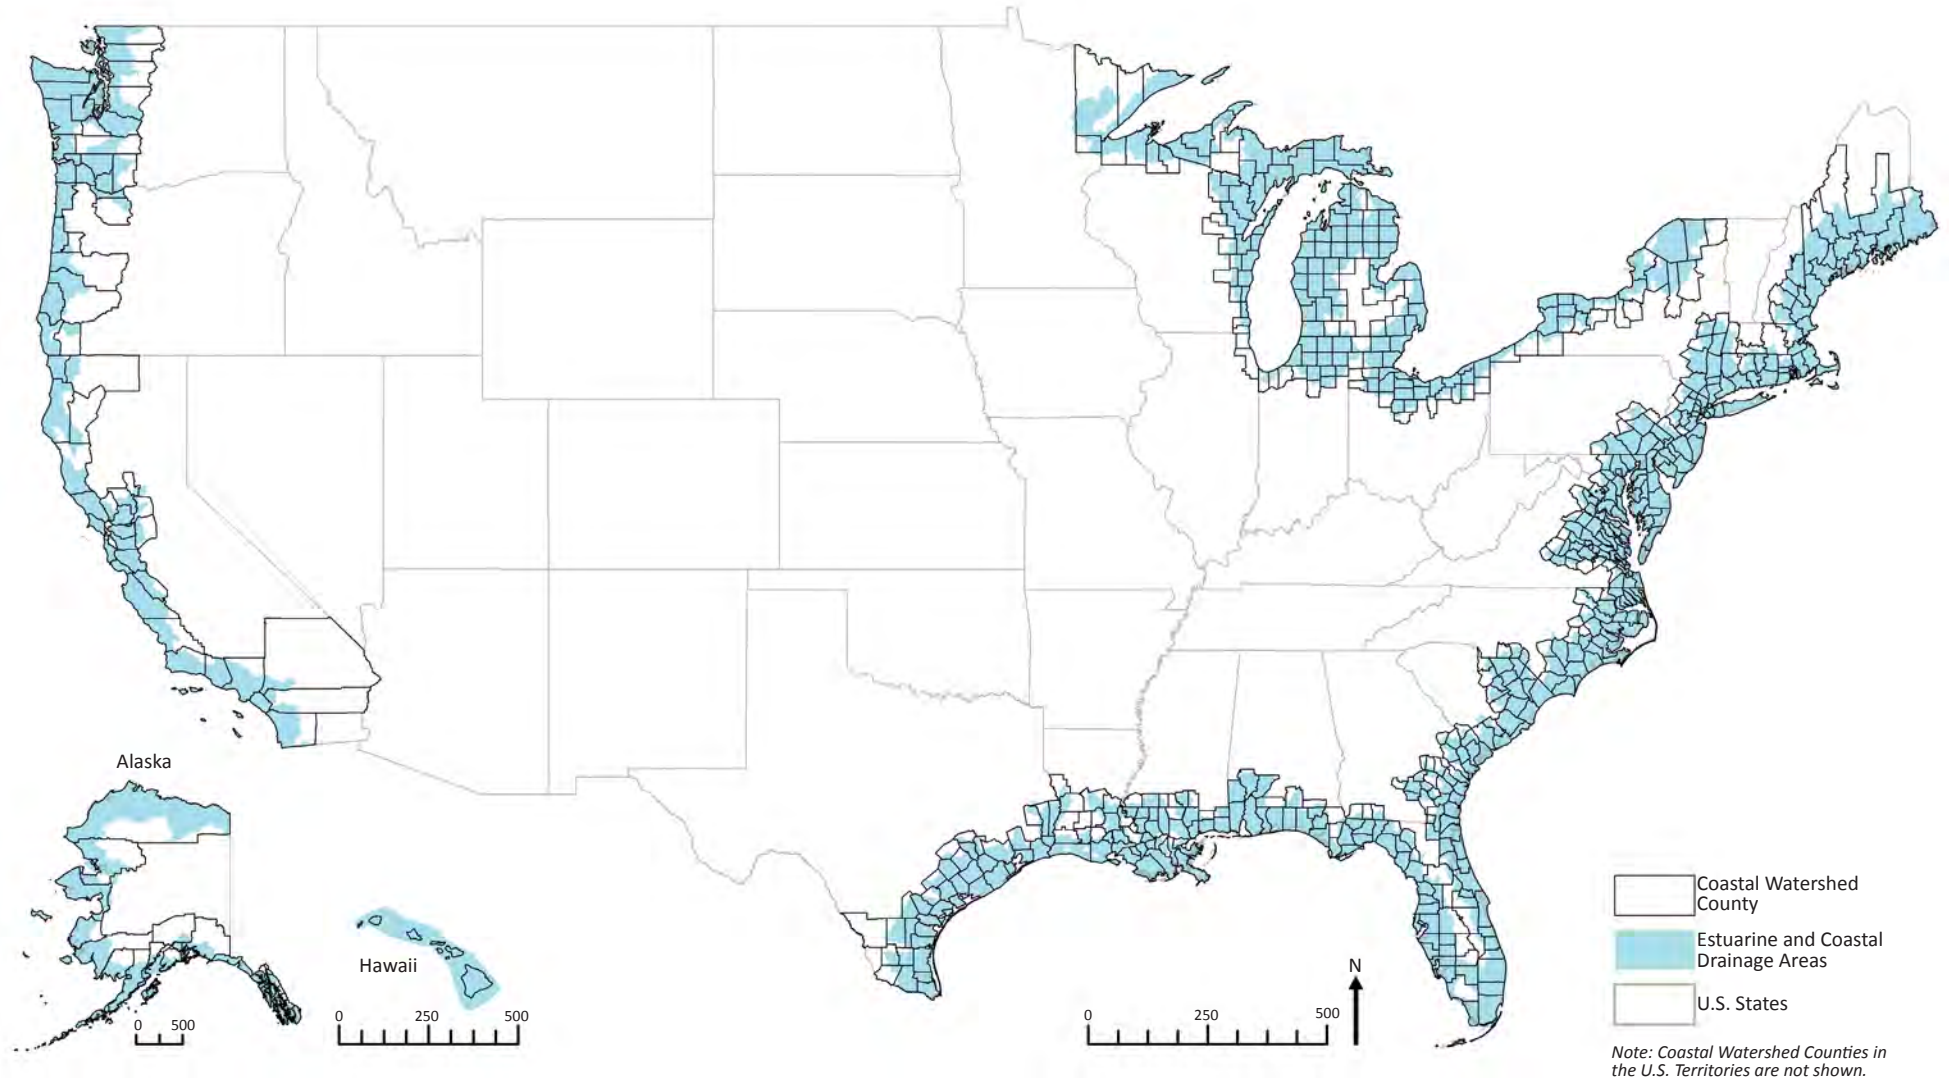 Alaska
0 500
Hawaii
0 250 500
0 250 500
N
Coastal Watershed
County
Estuarine and Coastal
Drainage Areas
U.S. States
Note: Coastal Watershed Counties in
the U.S. Territories are not shown.